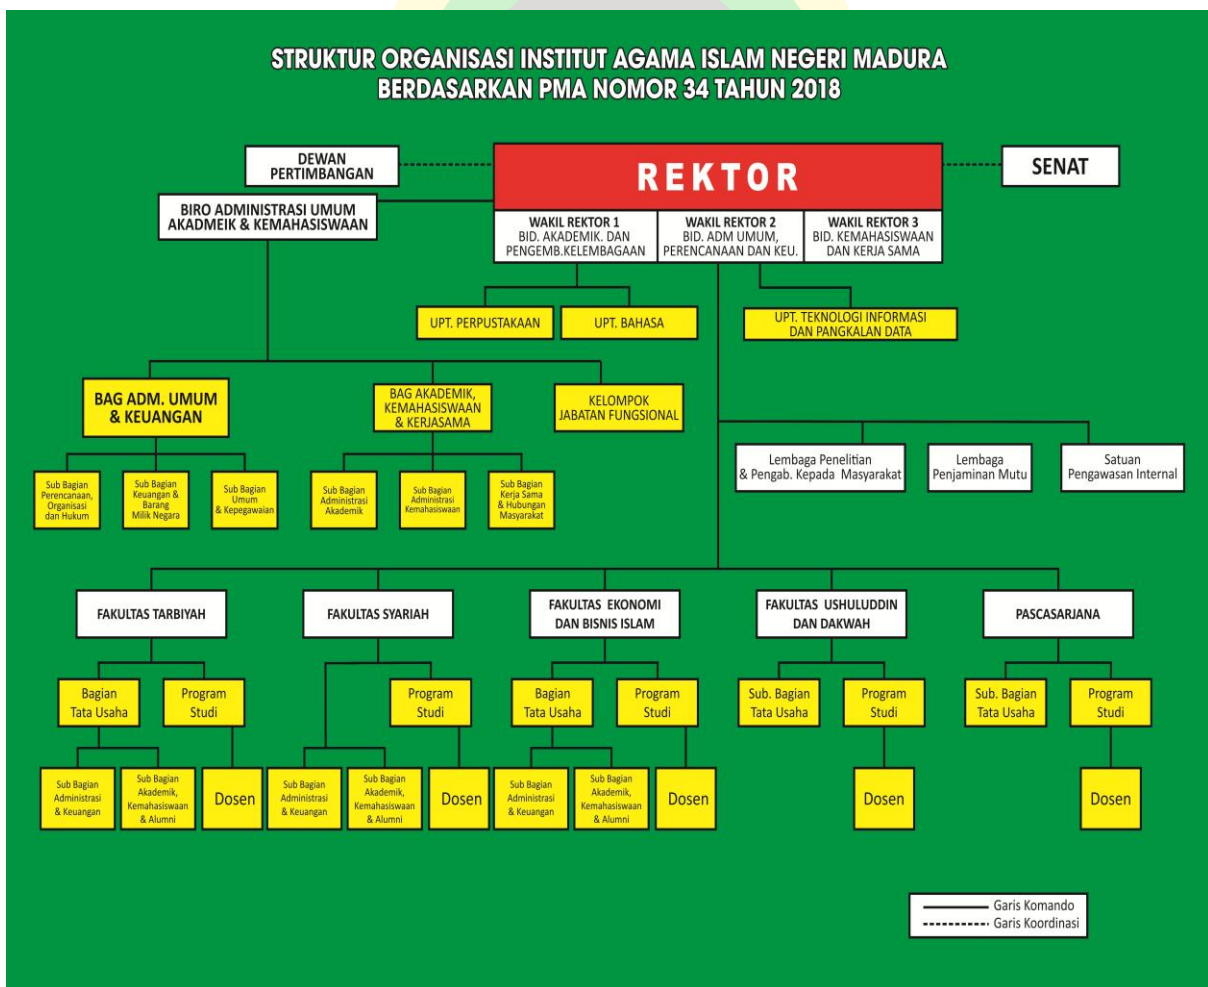 STRUKTUR ORGANISASI INSTITUT AGAMA ISLAM NEGERI MADURA
BERDASARKAN PMA NOMOR 34 TAHUN 2018
DEWAN
PERTIMBANGAN
REKTOR
SENAT
BIRO ADMINISTRASI UMUM
AKADMEIK & KEMAHASISWAAN
WAKIL REKTOR 1
BID. AKADEMIK. DAN
PENGEMB.KELEMBAGAAN
WAKIL REKTOR 2
BID. ADM UMUM,
PERENCANAAN DAN KEU.
WAKIL REKTOR 3
BID. KEMAHASISWAAN
DAN KERJA SAMA
UPT. PERPUSTAKAAN
UPT. BAHASA
UPT. TEKNOLOGI INFORMASI
DAN PANGKALAN DATA
BAG ADM. UMUM
& KEUANGAN
BAG AKADEMIK,
KEMAHASISWAAN
& KERJASAMA
KELOMPOK
JABATAN FUNGSIONAL
Lembaga Penelitian
& Pengab. Kepada Masyarakat
Lembaga
Penjaminan Mutu
Satuan
Pengawasan Internal
Sub Bagian
Perencanaan,
Organisasi
dan Hukum
Sub Bagian
Keuangan &
Barang
Milik Negara
Sub Bagian
Umum
& Kepegawaian
Sub Bagian
Administrasi
Akademik
Sub Bagian
Administrasi
Kemahasiswaan
Sub Bagian
Kerja Sama
& Hubungan
Masyarakat
FAKULTAS TARBIYAH
FAKULTAS SYARIAH
FAKULTAS EKONOMI
DAN BISNIS ISLAM
FAKULTAS USHULUDDIN
DAN DAKWAH
PASCASARJANA
Bagian
Tata Usaha
Program
Studi
Program
Studi
Bagian
Tata Usaha
Program
Studi
Sub. Bagian
Tata Usaha
Program
Studi
Sub. Bagian
Tata Usaha
Program
Studi
Sub Bagian
Administrasi
& Keuangan
Sub Bagian
Akademik,
Kemahasiswaan
& Alumni
Dosen
Sub Bagian
Administrasi
& Keuangan
Sub Bagian
Akademik,
Kemahasiswaan
& Alumni
Dosen
Sub Bagian
Administrasi
& Keuangan
Sub Bagian
Akademik,
Kemahasiswaan
& Alumni
Dosen
Dosen
Dosen
Garis Komando
Garis Koordinasi